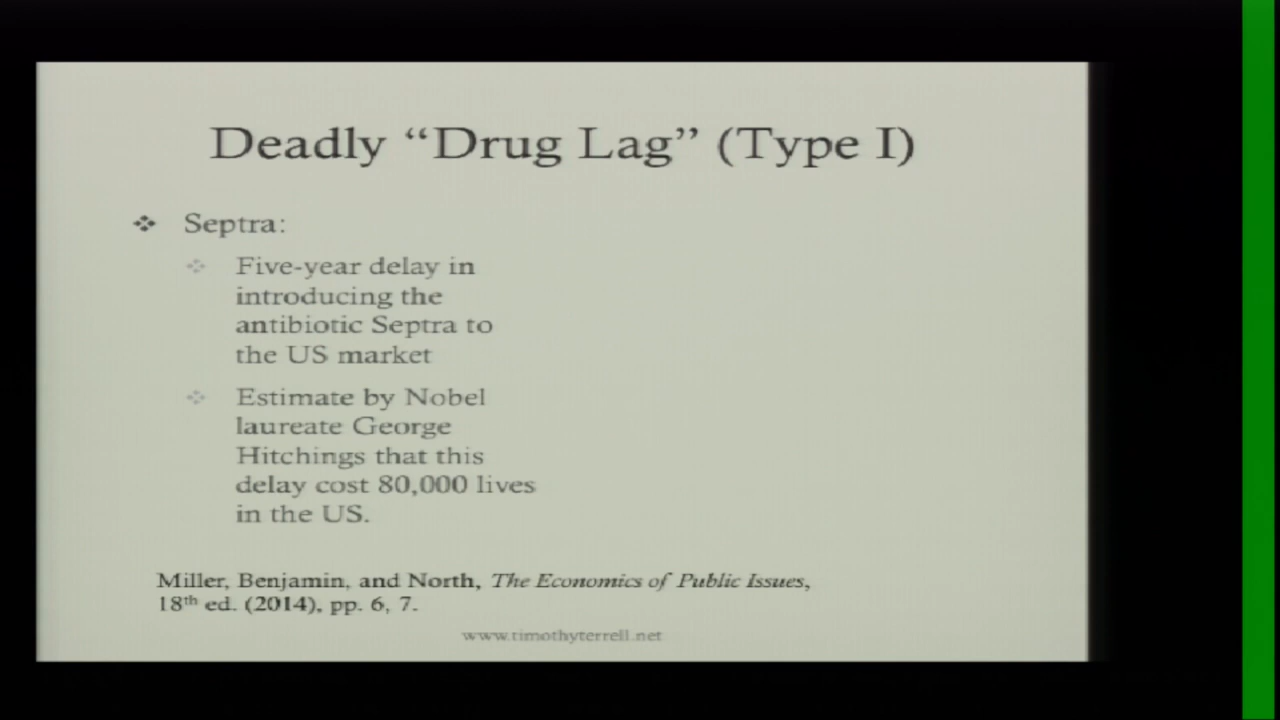 Deadly “Drug Lag” (Type I)
❖ Septra:
❖ Five-year delay in
introducing the
antibiotic Septra to
the US market
❖ Estimate by Nobel
laureate George
Hitchings that this
delay cost 80,000 lives
in the US.
Miller, Benjamin, and North, The Economics of Public Issues,
18th ed. (2014), pp. 6, 7.
www.timothyterrell.net